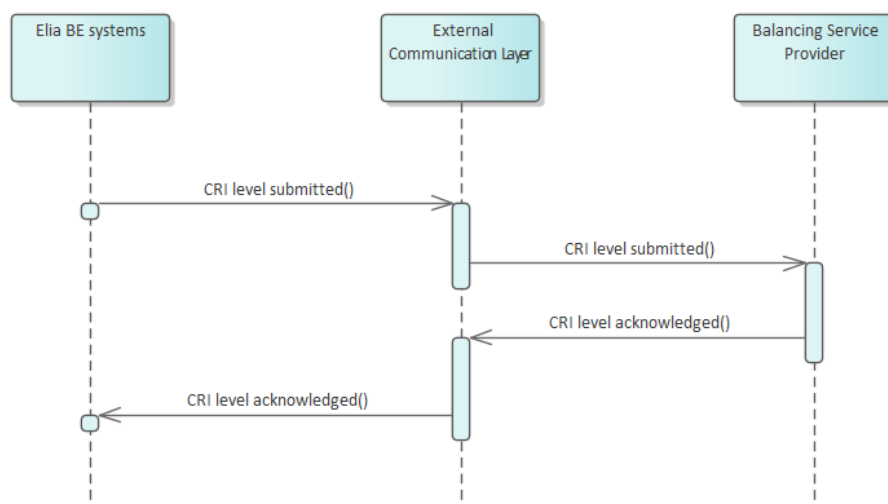 Elia BE systems
External
Communication Layer
Balancing Service
Provider
CRI level submitted()
CRI level submitted()
CRI level acknowledged()
CRI level acknowledged()